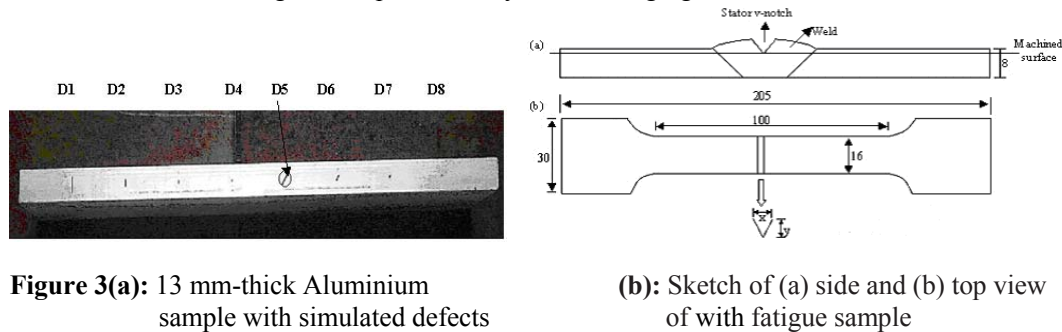 D1 D2 D3 D4 D5 D6 D7 D8
Stator v-notch
Weld
(a)
Machined
surface
8
(b)
205
100
30
16
x
y
Figure 3(a): 13 mm-thick Aluminium
sample with simulated defects
(b): Sketch of (a) side and (b) top view
of with fatigue sample